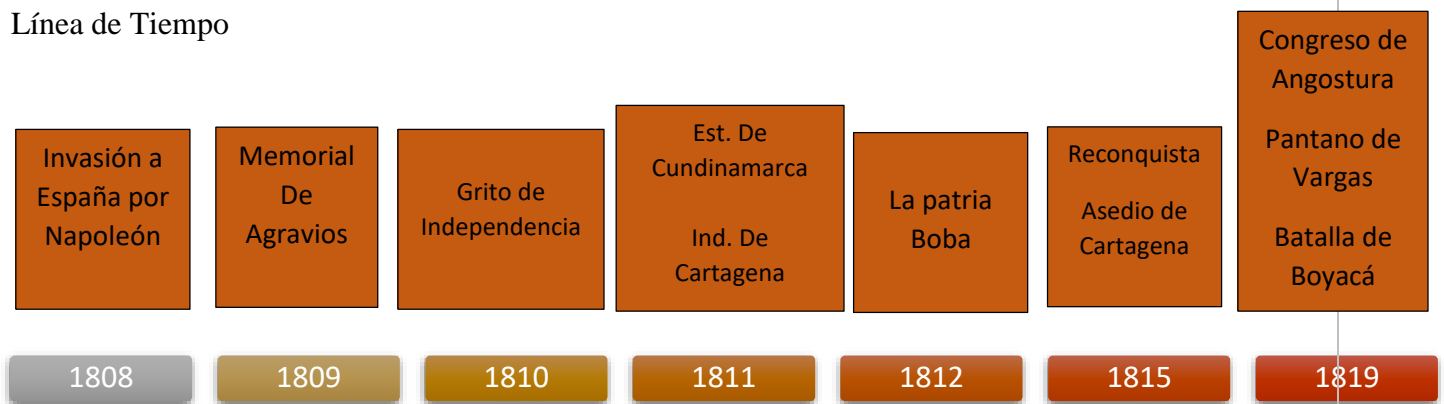 Línea de Tiempo
Invasión a
España por
Napoleón
Memorial
De
Agravios
Grito de
Independencia
Est. De
Cundinamarca
Ind. De
Cartagena
La patria
Boba
Reconquista
Asedio de
Cartagena
Congreso de
Angostura
Pantano de
Vargas
Batalla de
Boyacá
1808
1809
1810
1811
1812
1815
1819